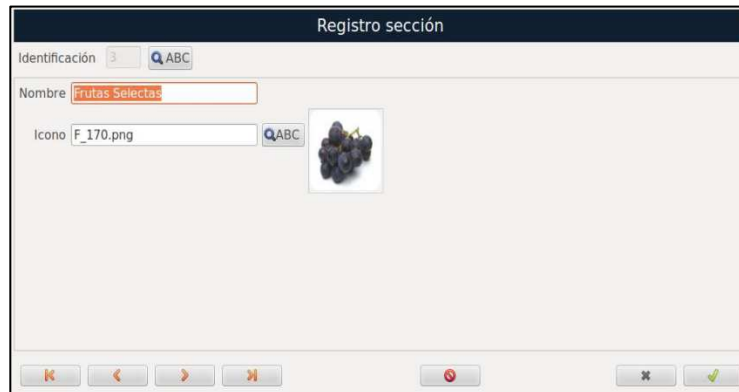 Registro sección
Identificación 3 ABC
Nombre Frutas Selectas
Icono F_170.png ABC